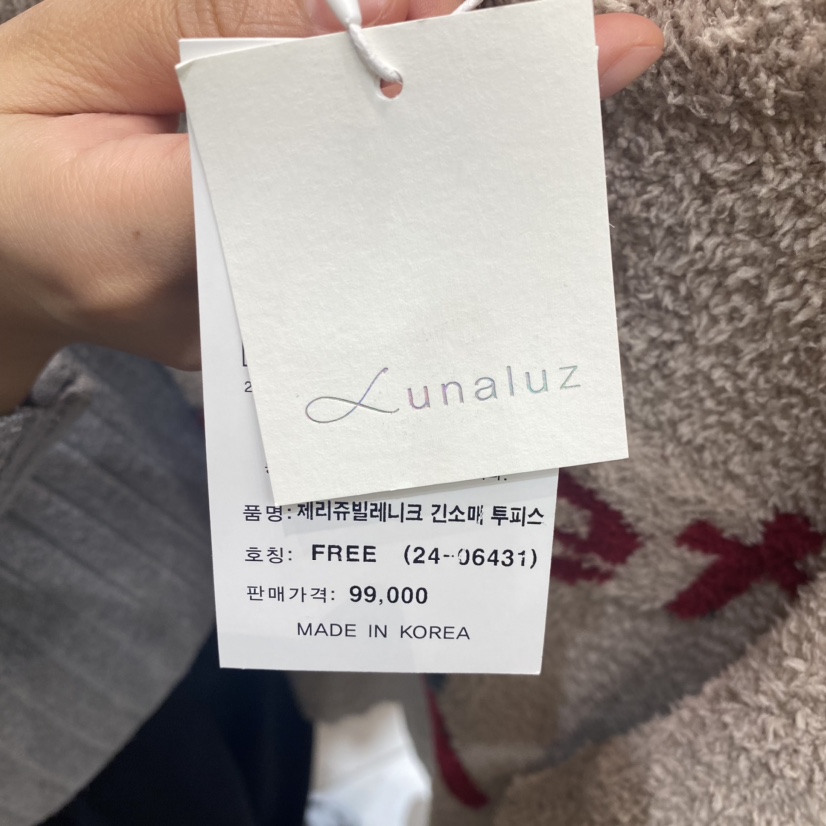 Lunaluz
품명: 제리쥬빌레니크 긴소매 투피스
호칭: FREE (24-06431)
판매가격: 99,000
MADE IN KOREA